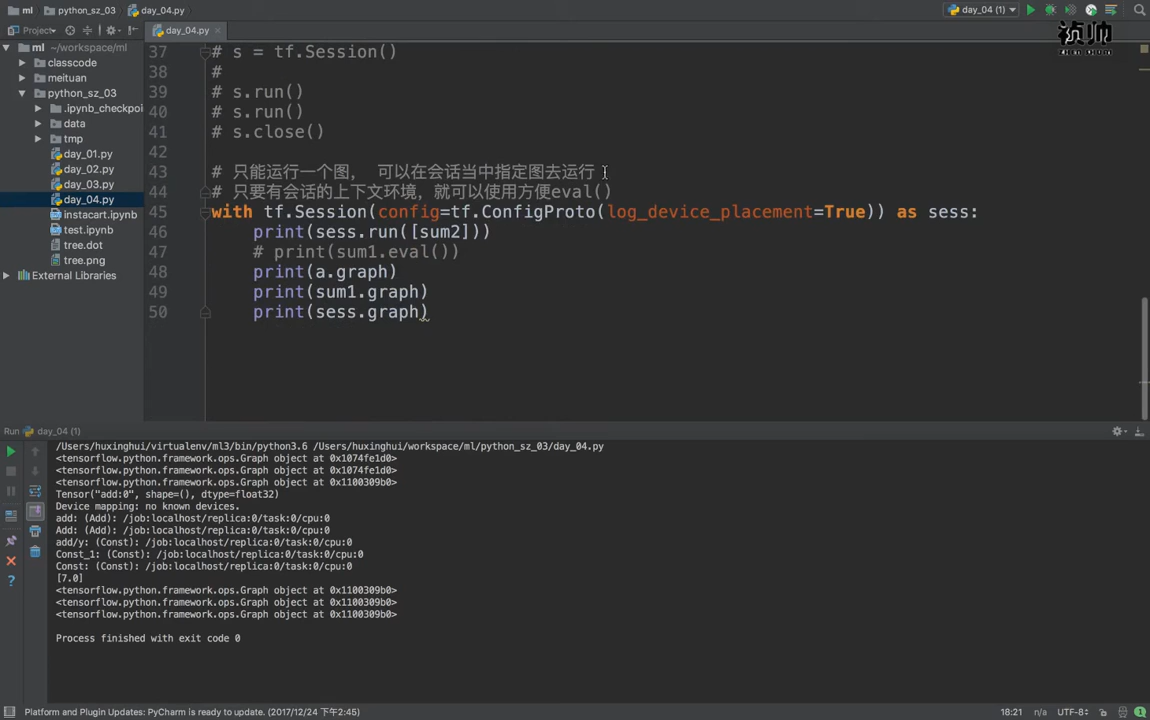 ml
python_sz_03
day_04.py
day_04 (1)
祯帅
Project
day_04.py
ml ~/workspace/ml
classcode
meituan
python_sz_03
.ipynb_checkpoi
data
tmp
day_01.py
day_02.py
day_03.py
day_04.py
instacart.ipynb
test.ipynb
tree.dot
tree.png
External Libraries
37 # s = tf.Session()
38 #
39 # s.run()
40 # s.run()
41 # s.close()
42
43 # 只能运行一个图， 可以在会话当中指定图去运行
44 # 只要有会话的上下文环境，就可以使用方便eval()
45 with tf.Session(config=tf.ConfigProto(log_device_placement=True)) as sess:
46 print(sess.run([sum2]))
47 # print(sum1.eval())
48 print(a.graph)
49 print(sum1.graph)
50 print(sess.graph)
Run day_04 (1)
/Users/huxinghui/virtualenv/ml3/bin/python3.6 /Users/huxinghui/workspace/ml/python_sz_03/day_04.py
<tensorflow.python.framework.ops.Graph object at 0x1074fe1d0>
<tensorflow.python.framework.ops.Graph object at 0x1074fe1d0>
<tensorflow.python.framework.ops.Graph object at 0x1100309b0>
Tensor("add:0", shape=(), dtype=float32)
Device mapping: no known devices.
add: (Add): /job:localhost/replica:0/task:0/cpu:0
Add: (Add): /job:localhost/replica:0/task:0/cpu:0
add/y: (Const): /job:localhost/replica:0/task:0/cpu:0
Const_1: (Const): /job:localhost/replica:0/task:0/cpu:0
Const: (Const): /job:localhost/replica:0/task:0/cpu:0
[7.0]
<tensorflow.python.framework.ops.Graph object at 0x1100309b0>
<tensorflow.python.framework.ops.Graph object at 0x1100309b0>
<tensorflow.python.framework.ops.Graph object at 0x1100309b0>
Process finished with exit code 0
Platform and Plugin Updates: PyCharm is ready to update. (2017/12/24 下午2:45)
18:21 n/a UTF-8